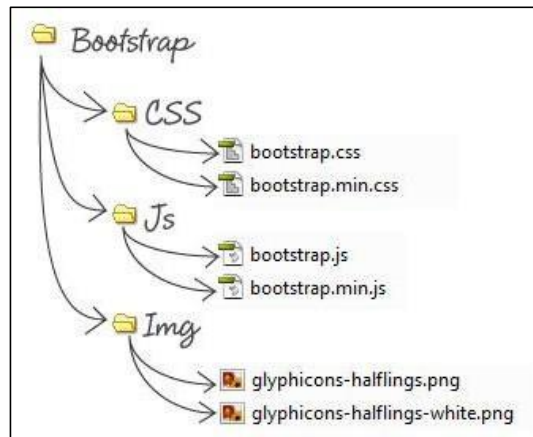 Bootstrap
CSS
bootstrap.css
bootstrap.min.css
Js
bootstrap.js
bootstrap.min.js
Img
glyphicons-halflings.png
glyphicons-halflings-white.png